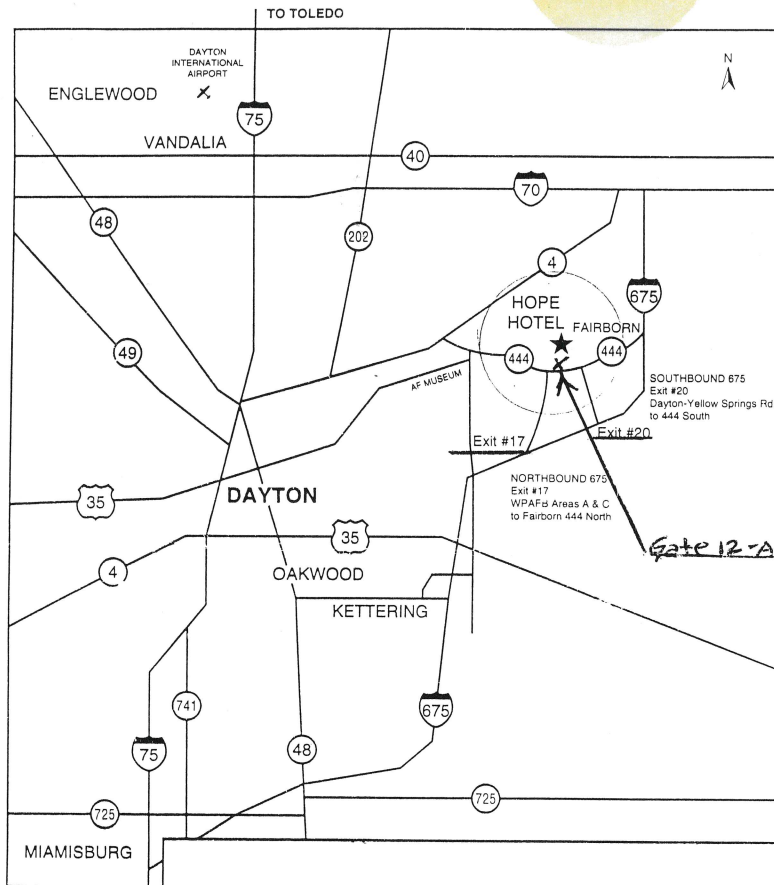 TO TOLEDO
DAYTON
INTERNATIONAL
AIRPORT
N
ENGLEWOOD
75
VANDALIA
40
70
48
202
4
HOPE
HOTEL
FAIRBORN
675
49
444
444
AF MUSEUM
SOUTHBOUND 675
Exit #20
Dayton-Yellow Springs Rd
to 444 South
Exit #17
Exit #20
NORTHBOUND 675
Exit #17
WPAFB Areas A & C
to Fairborn 444 North
35
DAYTON
35
Gate 12-A
4
OAKWOOD
KETTERING
741
675
75
48
725
725
MIAMISBURG